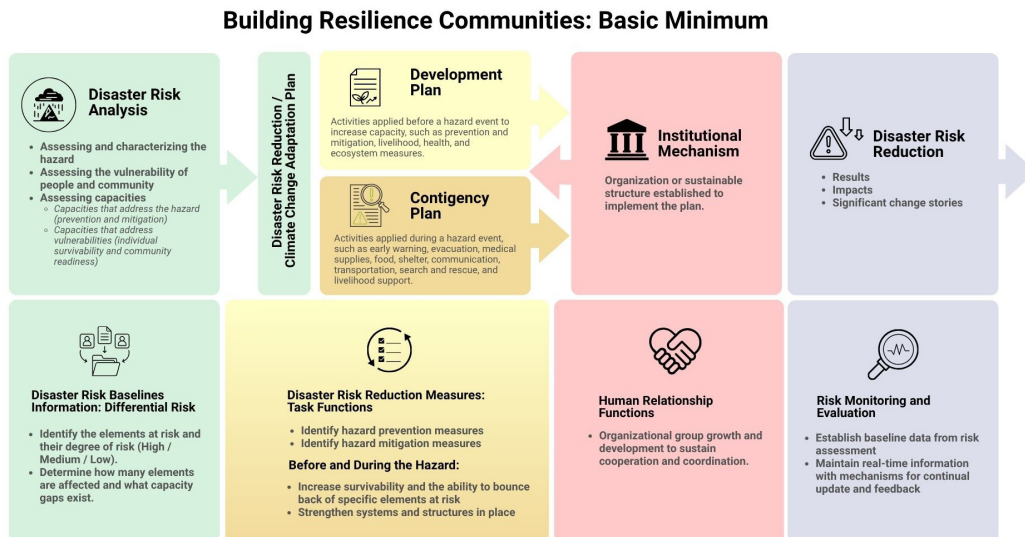 Building Resilience Communities: Basic Minimum
Disaster Risk
Analysis
• Assessing and characterizing the
hazard
• Assessing the vulnerability of
people and community
• Assessing capacities
◦ Capacities that address the hazard
(prevention and mitigation)
◦ Capacities that address
vulnerabilities (individual
survivability and community
readiness)
Disaster Risk Reduction /
Climate Change Adaptation Plan
Development
Plan
Activities applied before a hazard event to
increase capacity, such as prevention and
mitigation, livelihood, health, and
ecosystem measures.
Contigency
Plan
Activities applied during a hazard event,
such as early warning, evacuation, medical
supplies, food, shelter, communication,
transportation, search and rescue, and
livelihood support.
Institutional
Mechanism
Organization or sustainable
structure established to
implement the plan.
Disaster Risk
Reduction
• Results
• Impacts
• Significant change stories
Disaster Risk Baselines
Information: Differential Risk
• Identify the elements at risk and
their degree of risk (High /
Medium / Low).
• Determine how many elements
are affected and what capacity
gaps exist.
Disaster Risk Reduction Measures:
Task Functions
• Identify hazard prevention measures
• Identify hazard mitigation measures
Before and During the Hazard:
• Increase survivability and the ability to bounce
back of specific elements at risk
• Strengthen systems and structures in place
Human Relationship
Functions
• Organizational group growth and
development to sustain
cooperation and coordination.
Risk Monitoring and
Evaluation
• Establish baseline data from risk
assessment
• Maintain real-time information
with mechanisms for continual
update and feedback